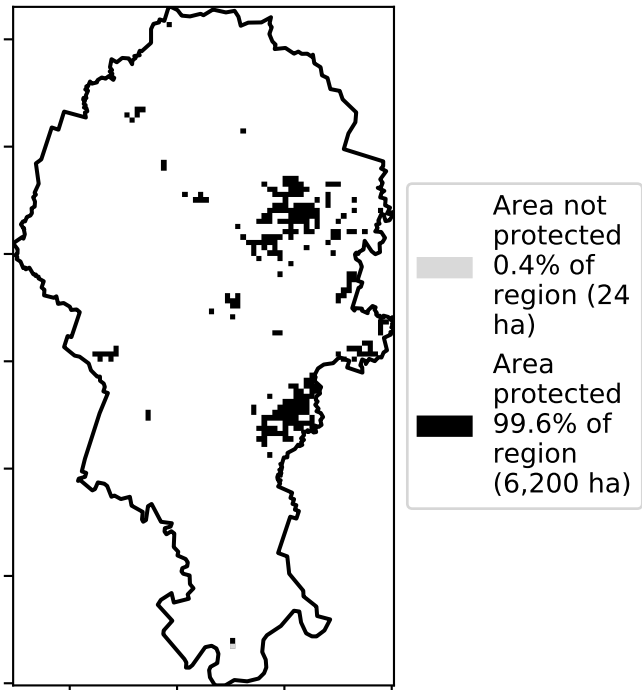 Area not
protected
0.4% of
region (24
ha)
Area
protected
99.6% of
region
(6,200 ha)